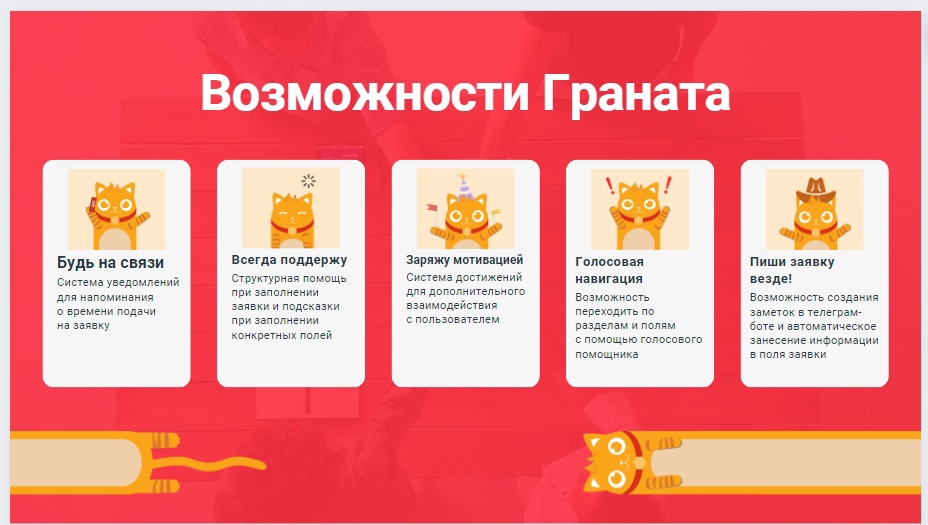 Возможности Граната
Будь на связи
Система уведомлений
для напоминания
о времени подачи
на заявку
Всегда поддержу
Структурная помощь
при заполнении
заявки и подсказки
при заполнении
конкретных полей
Заряжу мотивацией
Система достижений
для дополнительного
взаимодействия
с пользователем
Голосовая
навигация
Возможность
переходить по
разделам и полям
с помощью голосового
помощника
Пиши заявку
везде!
Возможность создания
заметок в телеграм-
боте и автоматическое
занесение информации
в поля заявки